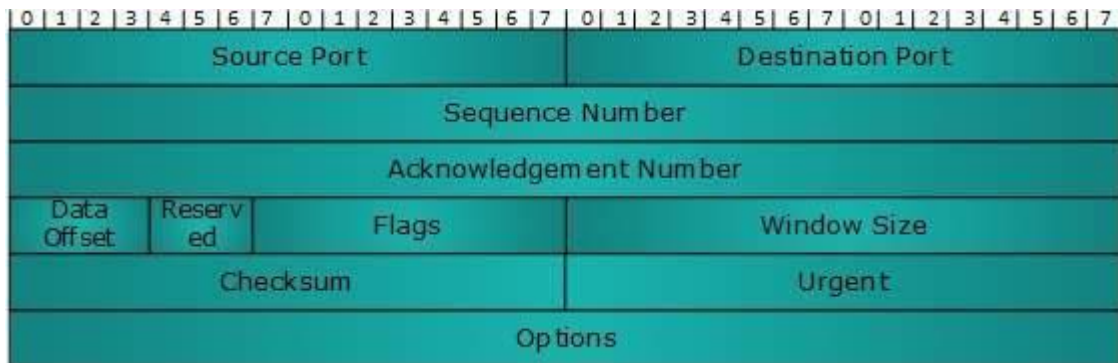 0 1 2 3 4 5 6 7 0 1 2 3 4 5 6 7 0 1 2 3 4 5 6 7 0 1 2 3 4 5 6 7
Source Port Destination Port
Sequence Number
Acknowledgement Number
Data Reserv
Offset ed Flags Window Size
Checksum Urgent
Options